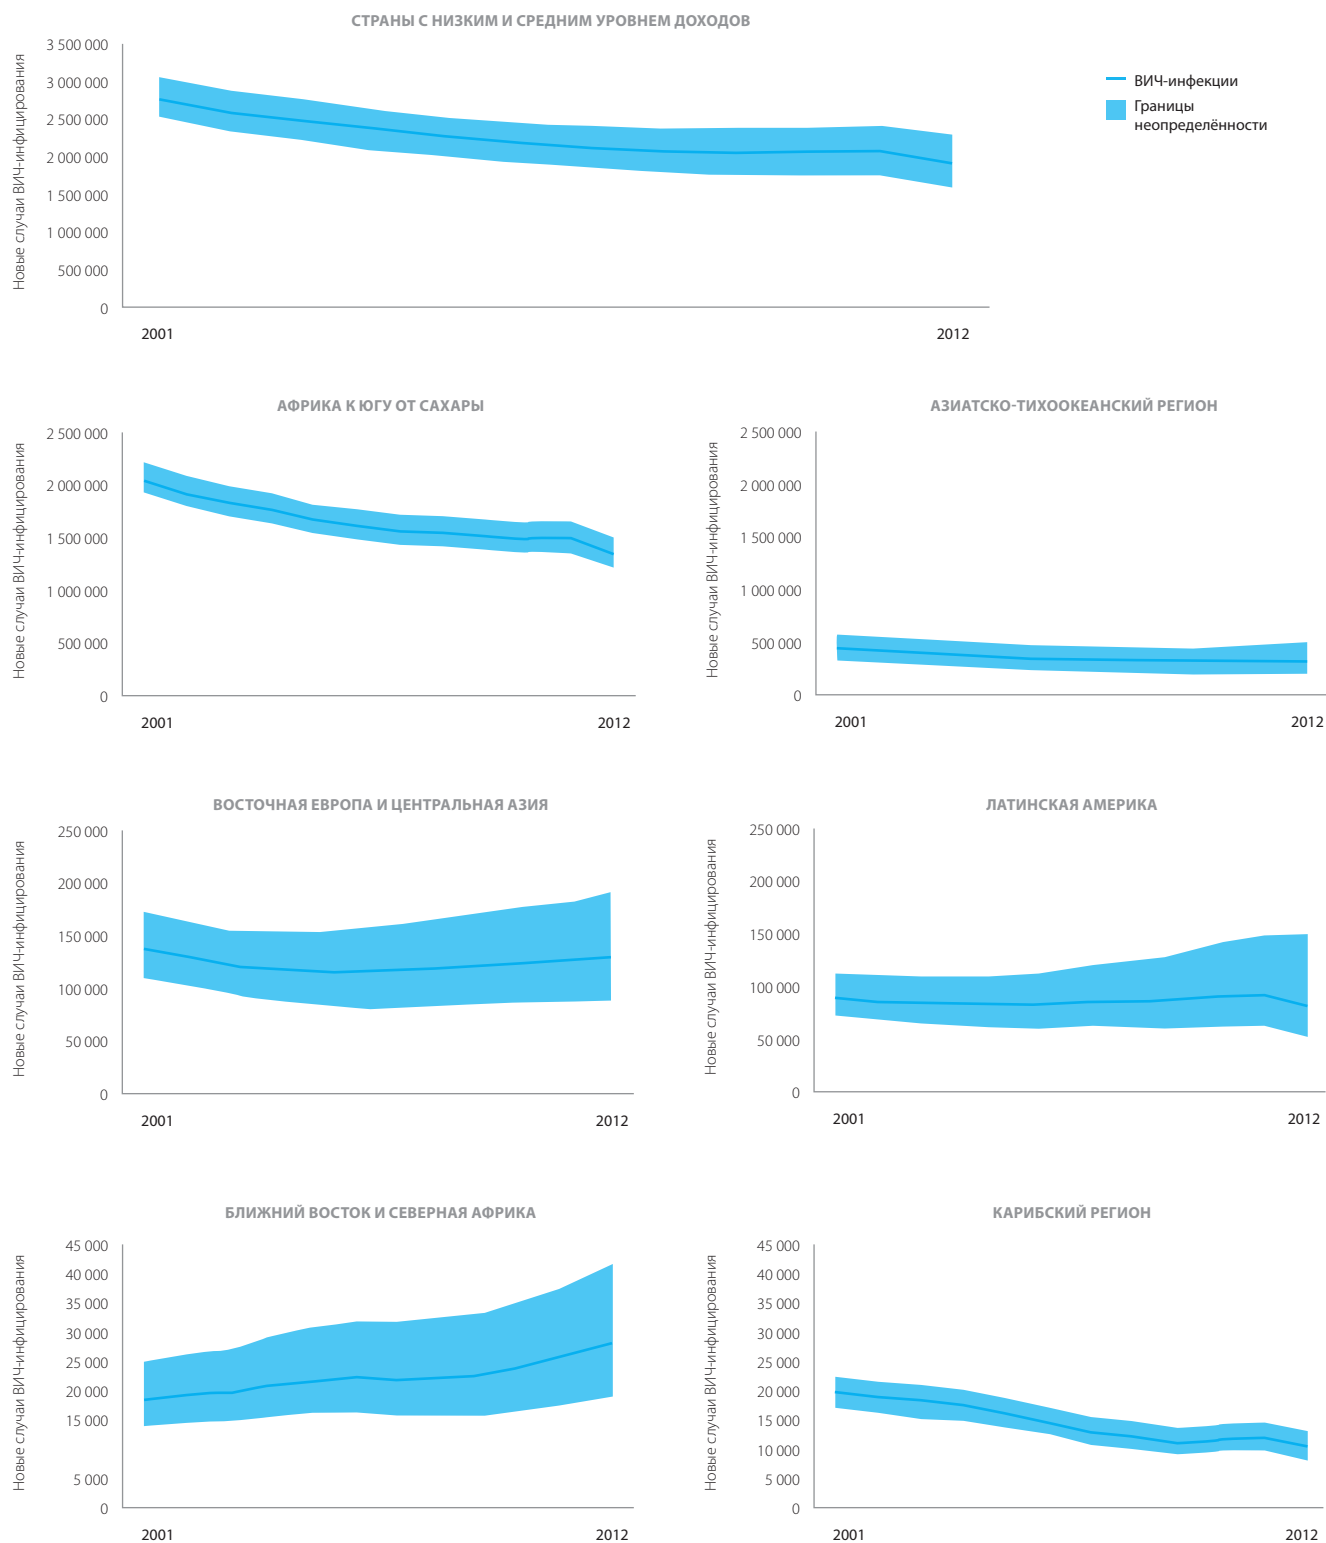 СТРАНЫ С НИЗКИМ И СРЕДНИМ УРОВНЕМ ДОХОДОВ
Новые случаи ВИЧ-инфицирования
3 500 000
3 000 000
2 500 000
2 000 000
1 500 000
1 000 000
500 000
0
2001
2012
ВИЧ-инфекции
Границы
неопределённости
АФРИКА К ЮГУ ОТ САХАРЫ
Новые случаи ВИЧ-инфицирования
2 500 000
2 000 000
1 500 000
1 000 000
500 000
0
2001
2012
АЗИАТСКО-ТИХООКЕАНСКИЙ РЕГИОН
Новые случаи ВИЧ-инфицирования
2 500 000
2 000 000
1 500 000
1 000 000
500 000
0
2001
2012
ВОСТОЧНАЯ ЕВРОПА И ЦЕНТРАЛЬНАЯ АЗИЯ
Новые случаи ВИЧ-инфицирования
250 000
200 000
150 000
100 000
50 000
0
2001
2012
ЛАТИНСКАЯ АМЕРИКА
Новые случаи ВИЧ-инфицирования
250 000
200 000
150 000
100 000
50 000
0
2001
2012
БЛИЖНИЙ ВОСТОК И СЕВЕРНАЯ АФРИКА
Новые случаи ВИЧ-инфицирования
45 000
40 000
35 000
30 000
25 000
20 000
15 000
5 000
0
2001
2012
КАРИБСКИЙ РЕГИОН
Новые случаи ВИЧ-инфицирования
45 000
40 000
35 000
30 000
25 000
20 000
15 000
10 000
5 000
0
2001
2012